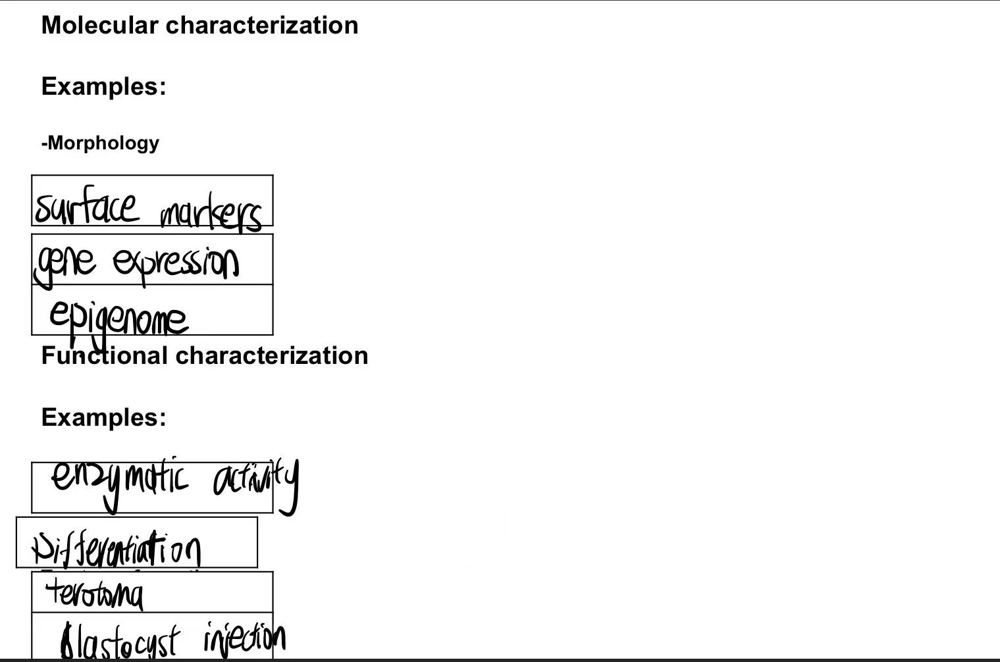 Molecular characterization
Examples:
-Morphology
surface markers
gene expression
epigenome
Functional characterization
Examples:
enzymatic activity
Differentiation
terotoma
blastocyst injection